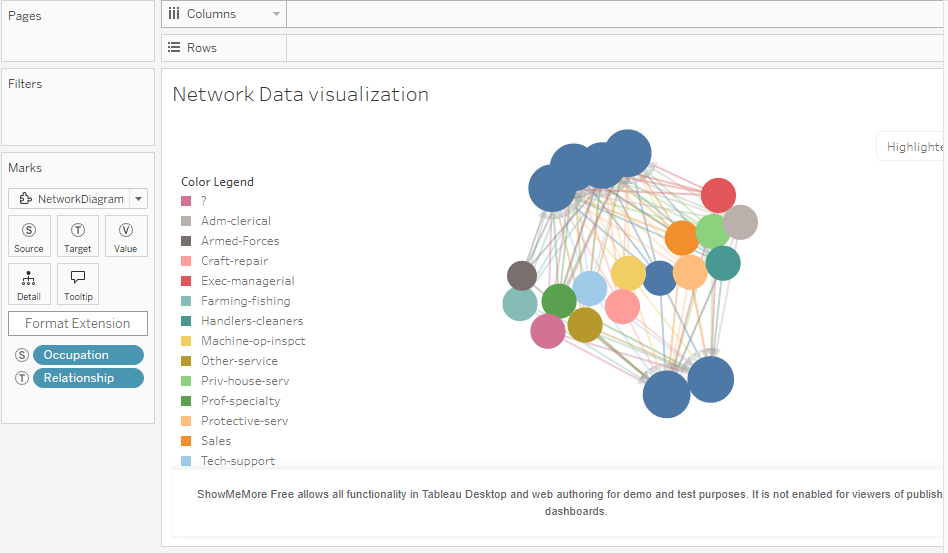 Pages
Columns
Rows
Filters
Network Data visualization
Highlighte
Marks
NetworkDiagram
S
T
V
Source
Target
Value
Detail
Tooltip
Format Extension
S
Occupation
T
Relationship
Color Legend
?
Adm-clerical
Armed-Forces
Craft-repair
Exec-managerial
Farming-fishing
Handlers-cleaners
Machine-op-inspct
Other-service
Priv-house-serv
Prof-specialty
Protective-serv
Sales
Tech-support
ShowMeMore Free allows all functionality in Tableau Desktop and web authoring for demo and test purposes. It is not enabled for viewers of publish
dashboards.